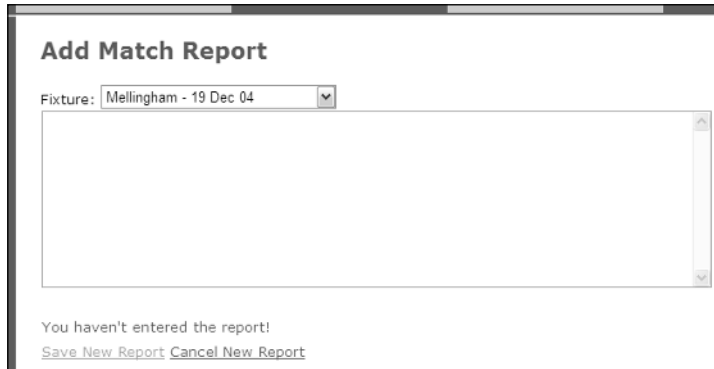 Add Match Report
Fixture: Mellingham - 19 Dec 04
You haven't entered the report!
Save New Report Cancel New Report